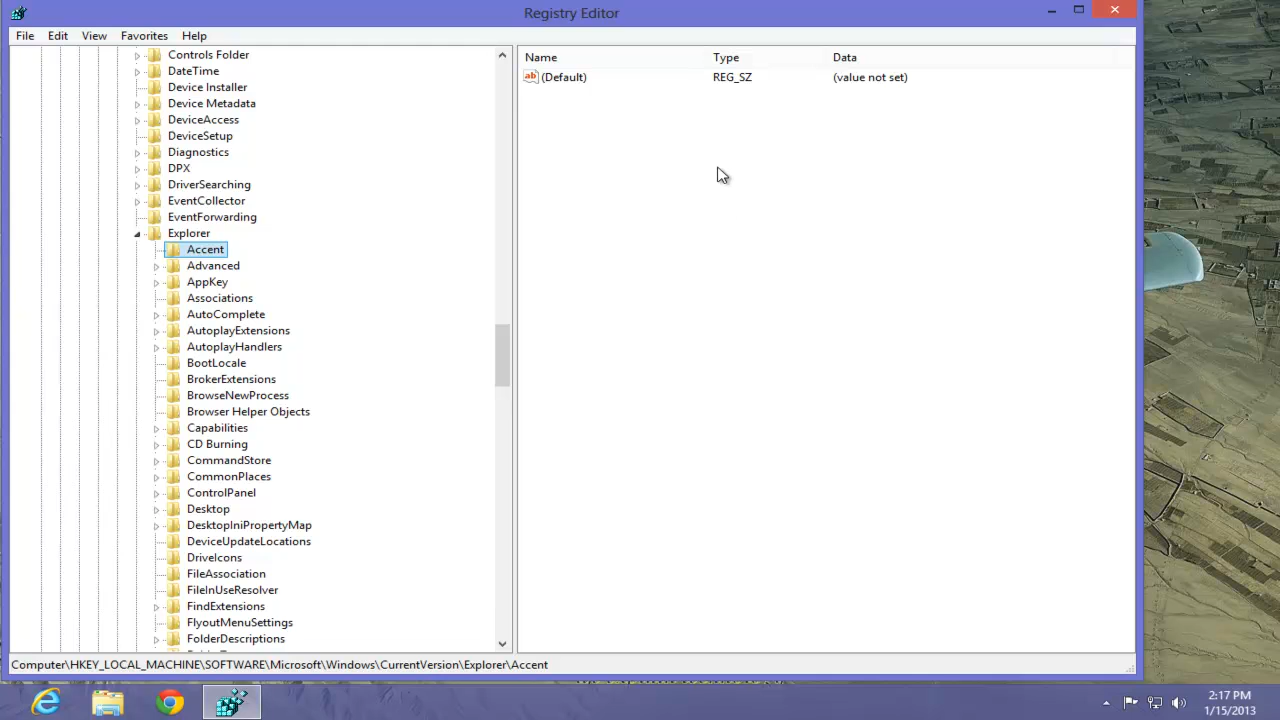 Registry Editor
File Edit View Favorites Help
Controls Folder
DateTime
Device Installer
Device Metadata
DeviceAccess
DeviceSetup
Diagnostics
DPX
DriverSearching
EventCollector
EventForwarding
Explorer
Accent
Advanced
AppKey
Associations
AutoComplete
AutoplayExtensions
AutoplayHandlers
BootLocale
BrokerExtensions
BrowseNewProcess
Browser Helper Objects
Capabilities
CD Burning
CommandStore
CommonPlaces
ControlPanel
Desktop
DesktopIniPropertyMap
DeviceUpdateLocations
DriveIcons
FileAssociation
FileInUseResolver
FindExtensions
FlyoutMenuSettings
FolderDescriptions
Name Type Data
ab (Default) REG_SZ (value not set)
Computer\HKEY_LOCAL_MACHINE\SOFTWARE\Microsoft\Windows\CurrentVersion\Explorer\Accent
2:17 PM
1/15/2013